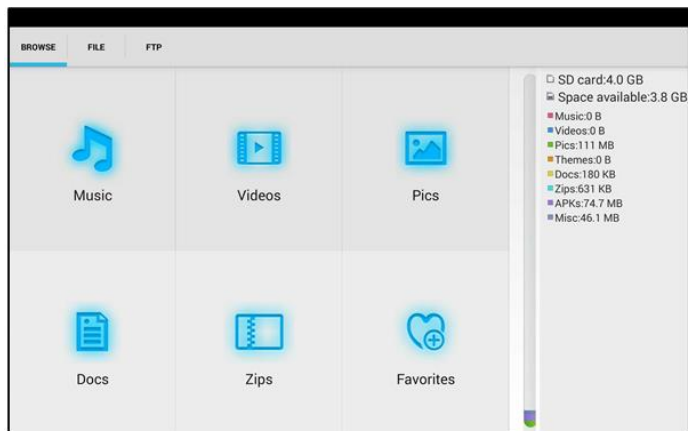 BROWSE FILE FTP
Music Videos Pics
Docs Zips Favorites
SD card:4.0 GB
Space available:3.8 GB
Music:0 B
Videos:0 B
Pics:111 MB
Themes:0 B
Docs:180 KB
Zips:631 KB
APKs:74.7 MB
Misc:46.1 MB